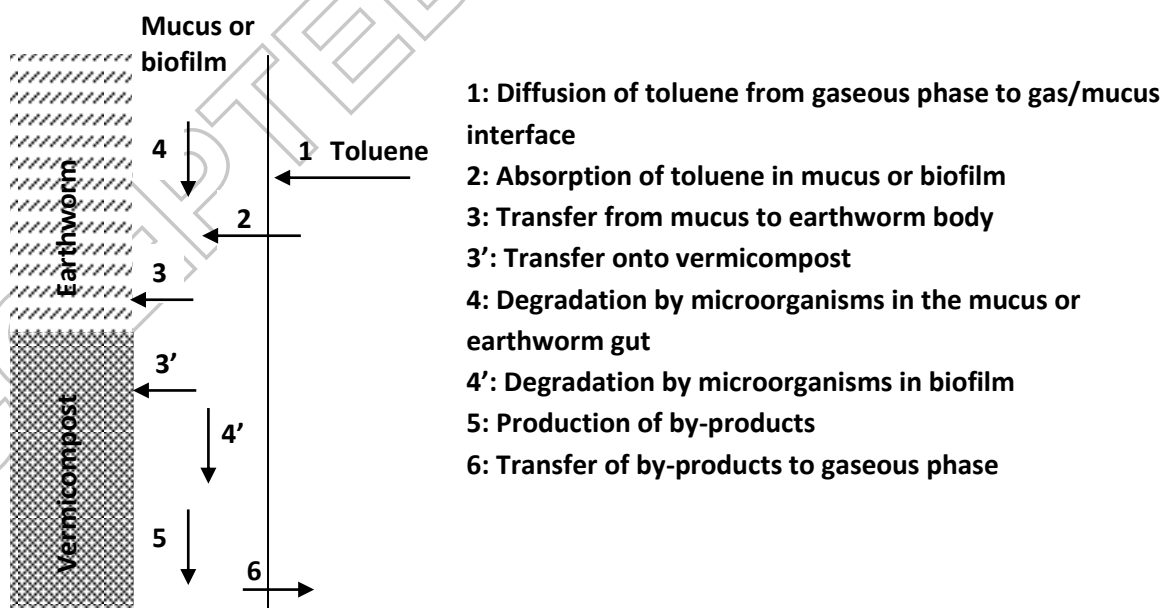 Mucus or
biofilm
4
1 Toluene
2
3
3’
4’
5
6
Earthworm
Vermicompost
1: Diffusion of toluene from gaseous phase to gas/mucus
interface
2: Absorption of toluene in mucus or biofilm
3: Transfer from mucus to earthworm body
3’: Transfer onto vermicompost
4: Degradation by microorganisms in the mucus or
earthworm gut
4’: Degradation by microorganisms in biofilm
5: Production of by-products
6: Transfer of by-products to gaseous phase